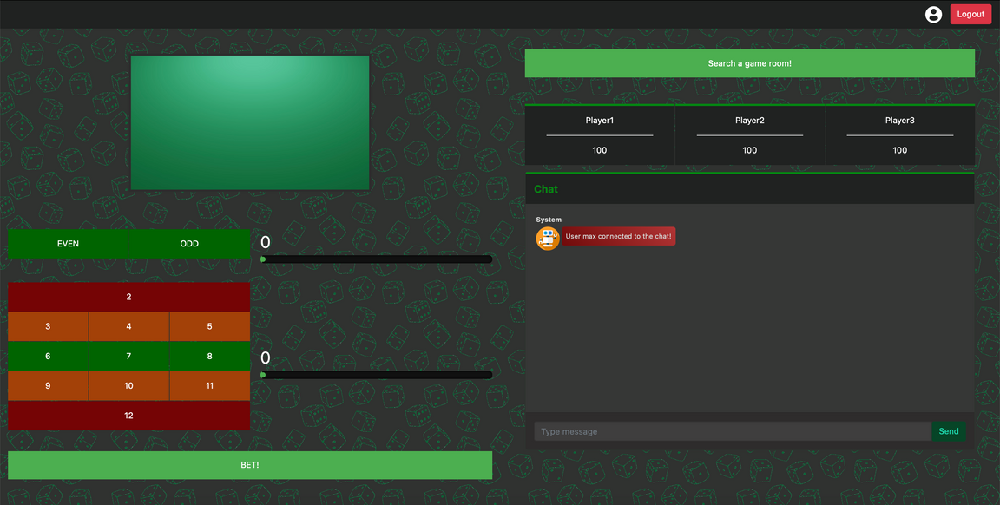 Logout
Search a game room!
Player1 Player2 Player3
100 100 100
Chat
System
User max connected to the chat!
EVEN ODD 0
2
3 4 5
6 7 8 0
9 10 11
12
Type message Send
BET!